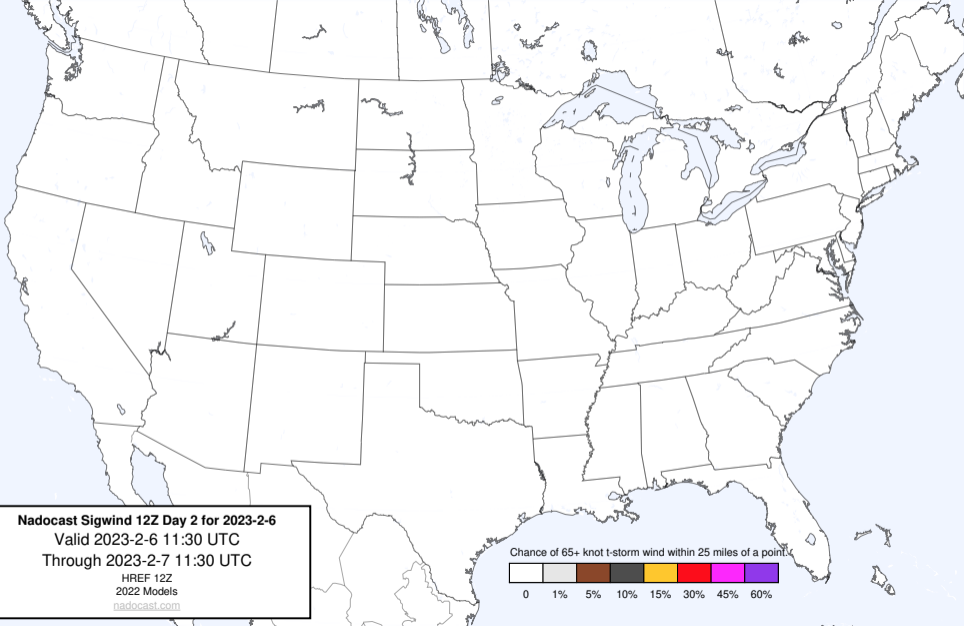 Nadocast Sigwind 12Z Day 2 for 2023-2-6
Valid 2023-2-6 11:30 UTC
Through 2023-2-7 11:30 UTC
HREF 12Z
2022 Models
nadocast.com
Chance of 65+ knot t-storm wind within 25 miles of a point.
0 1% 5% 10% 15% 30% 45% 60%